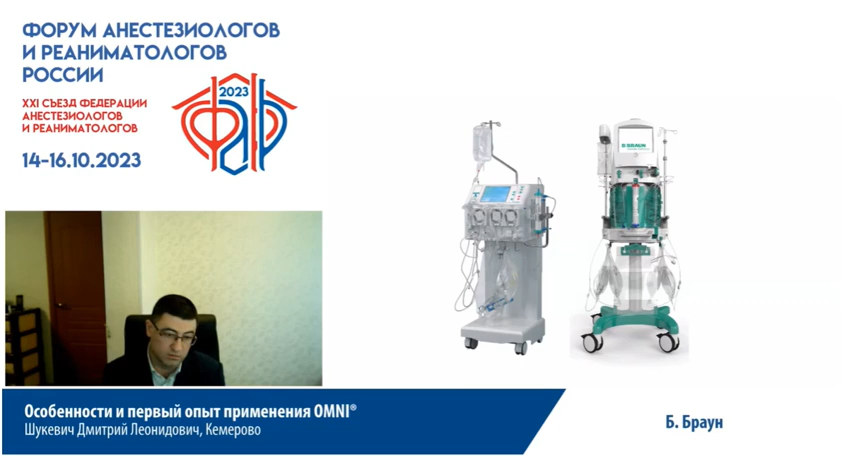 ФОРУМ АНЕСТЕЗИОЛОГОВ
И РЕАНИМАТОЛОГОВ
РОССИИ
XXI СЪЕЗД ФЕДЕРАЦИИ
АНЕСТЕЗИОЛОГОВ
И РЕАНИМАТОЛОГОВ
14-16.10.2023
2023
ФАР
B BRAUN
Особенности и первый опыт применения OMNI®
Шукевич Дмитрий Леонидович, Кемерово
Б. Браун